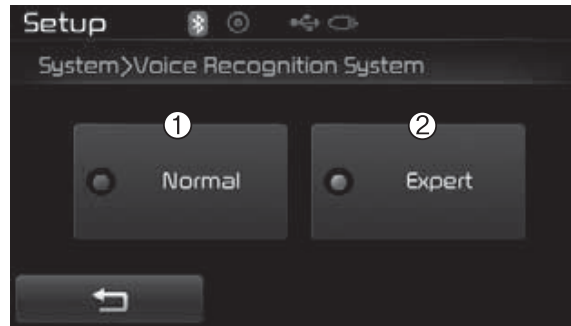 Setup
System>Voice Recognition System
① ②
Normal Expert